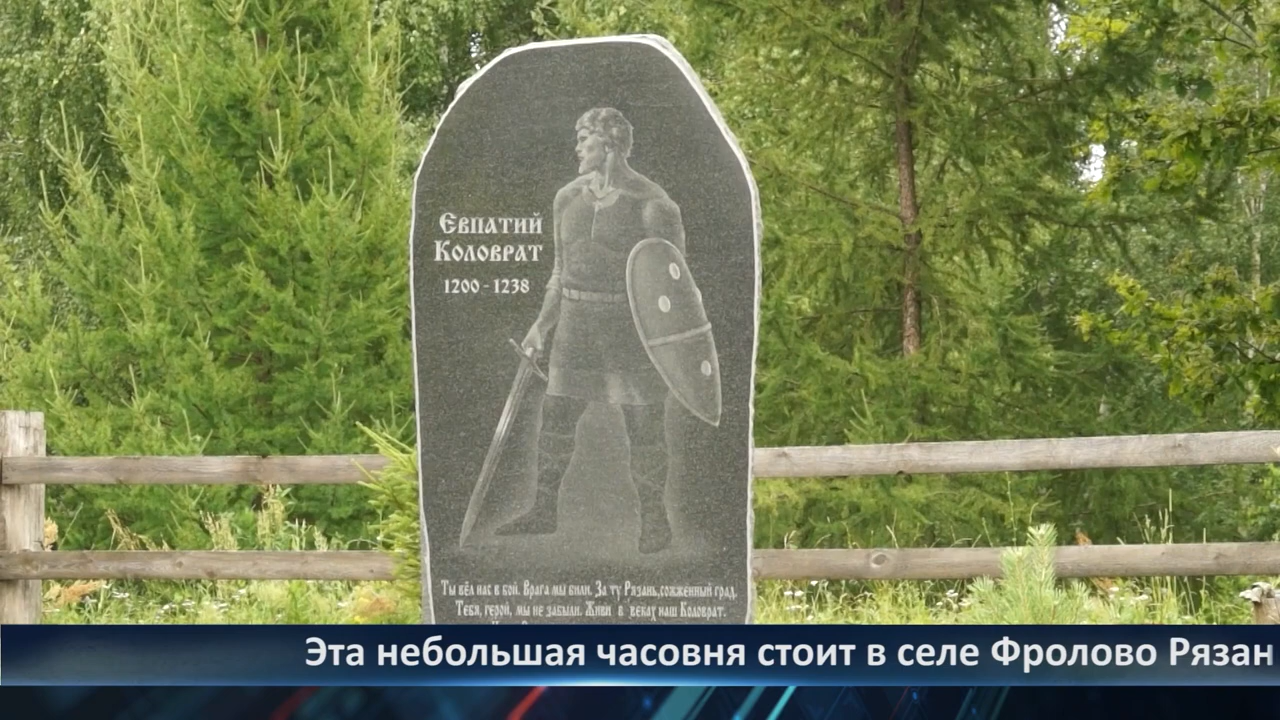 Евпатий
Коловрат
1200 - 1238
Ты вёл нас в бой. Врага мы били. За ту Рязань, сожженный град.
Тебя, герой, мы не забыли. Живи в веках наш Коловрат.
Эта небольшая часовня стоит в селе Фролово Рязан